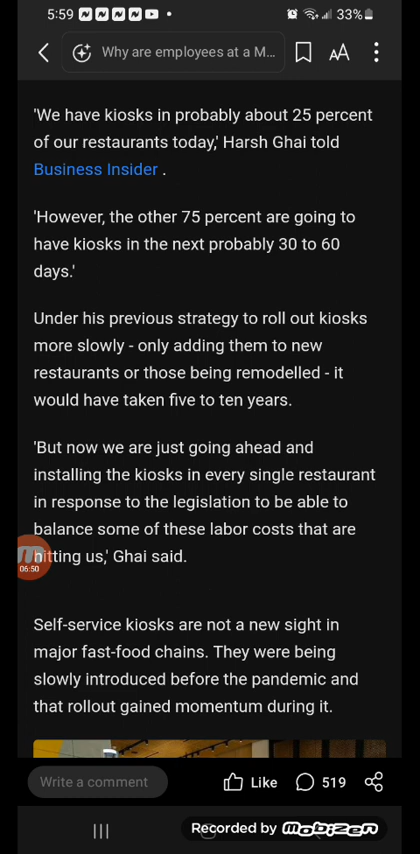 5:59
33%
Why are employees at a M...
AA
'We have kiosks in probably about 25 percent
of our restaurants today,' Harsh Ghai told
Business Insider .
'However, the other 75 percent are going to
have kiosks in the next probably 30 to 60
days.'
Under his previous strategy to roll out kiosks
more slowly - only adding them to new
restaurants or those being remodelled - it
would have taken five to ten years.
'But now we are just going ahead and
installing the kiosks in every single restaurant
in response to the legislation to be able to
balance some of these labor costs that are
hitting us,' Ghai said.
06:50
Self-service kiosks are not a new sight in
major fast-food chains. They were being
slowly introduced before the pandemic and
that rollout gained momentum during it.
Write a comment
Like
519
Recorded by mobizen